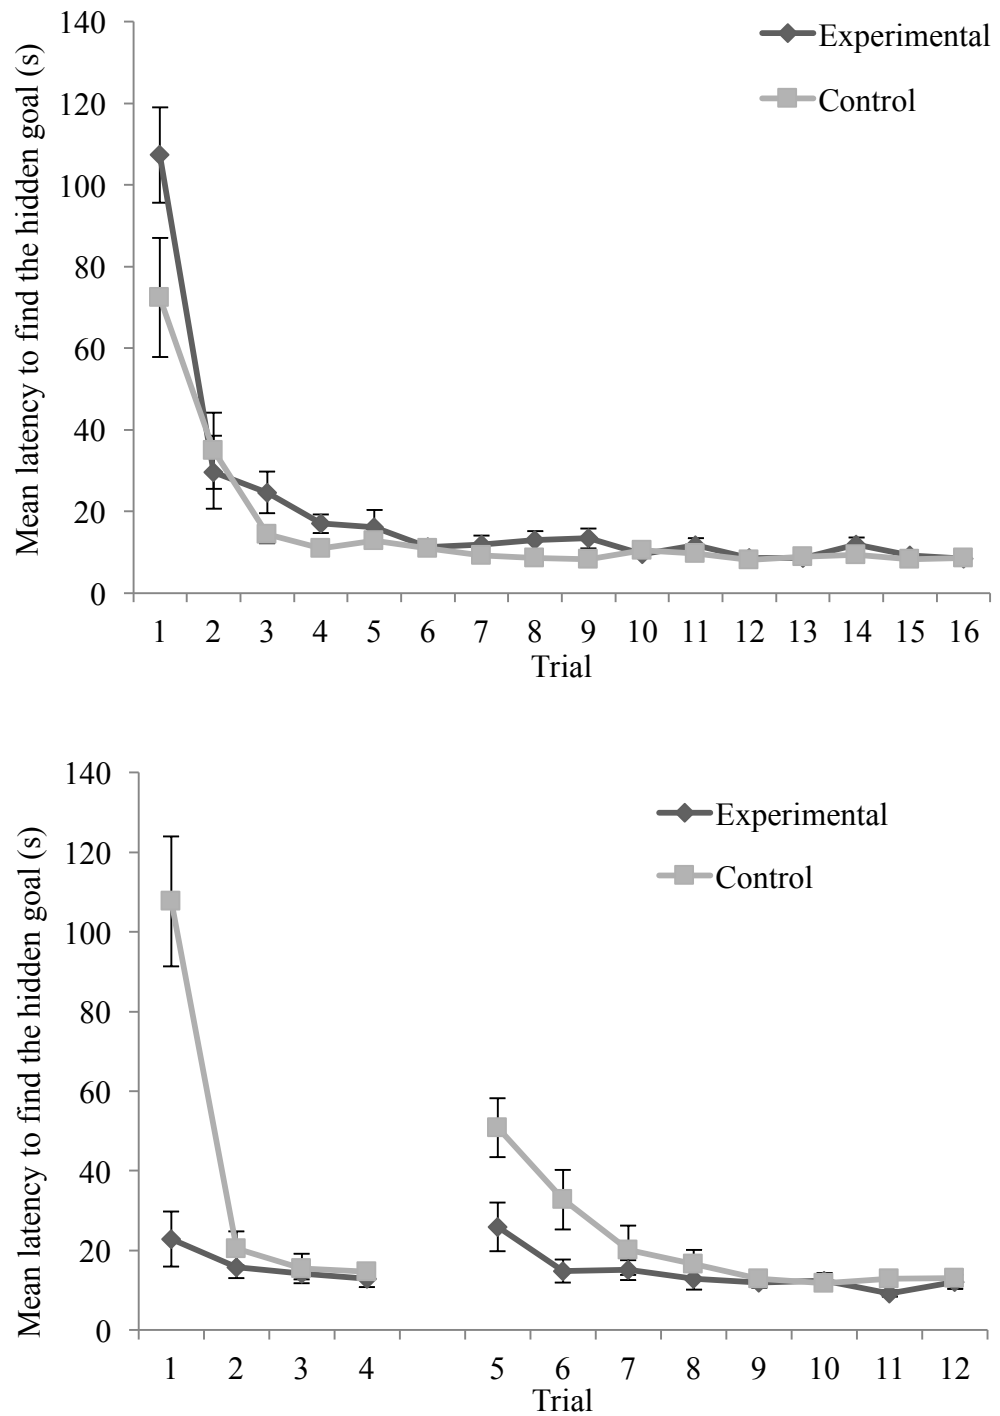 140
120
100
80
60
40
20
0
Mean latency to find the hidden goal (s)
Experimental
Control
1 2 3 4 5 6 7 8 9 10 11 12 13 14 15 16
Trial
140
120
100
80
60
40
20
0
Mean latency to find the hidden goal (s)
Experimental
Control
1 2 3 4 5 6 7 8 9 10 11 12
Trial